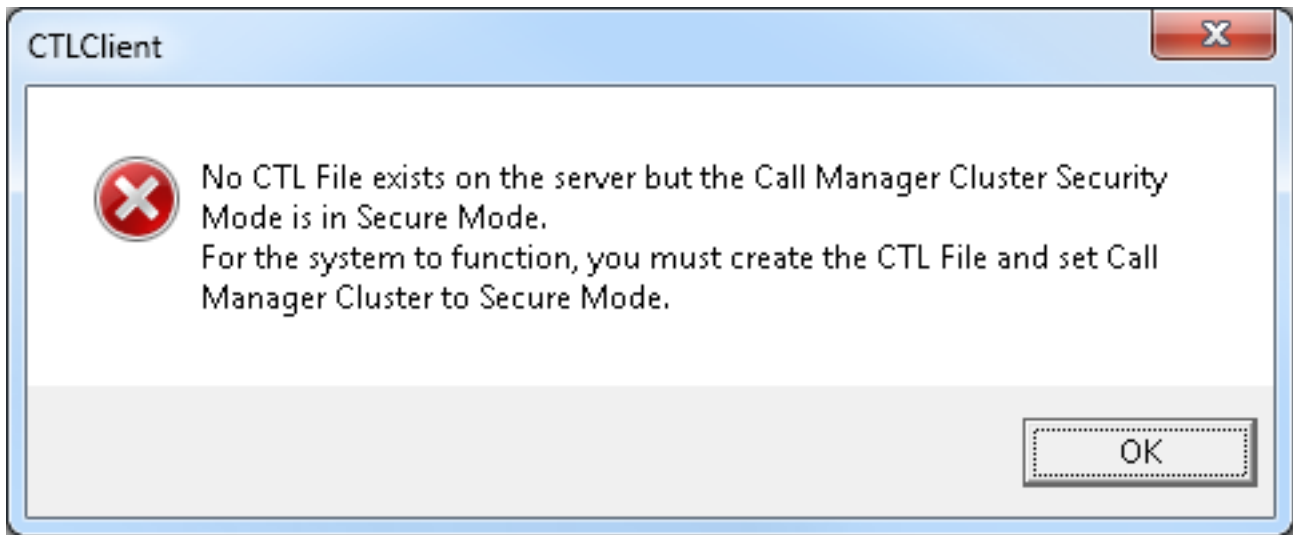 CTLClient
No CTL File exists on the server but the Call Manager Cluster Security
Mode is in Secure Mode.
For the system to function, you must create the CTL File and set Call
Manager Cluster to Secure Mode.
OK